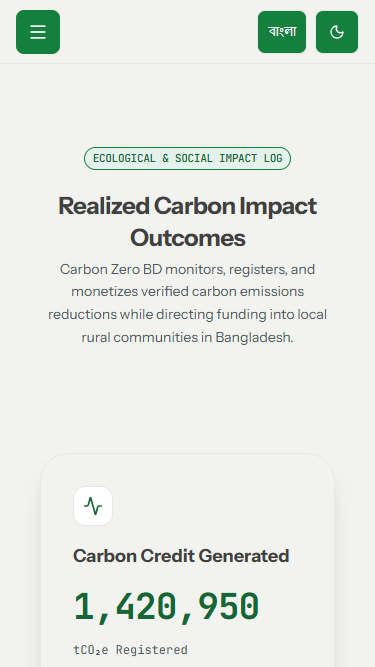 বাংলা
ECOLOGICAL & SOCIAL IMPACT LOG
Realized Carbon Impact
Outcomes
Carbon Zero BD monitors, registers, and
monetizes verified carbon emissions
reductions while directing funding into local
rural communities in Bangladesh.
Carbon Credit Generated
1,420,950
tCO₂e Registered